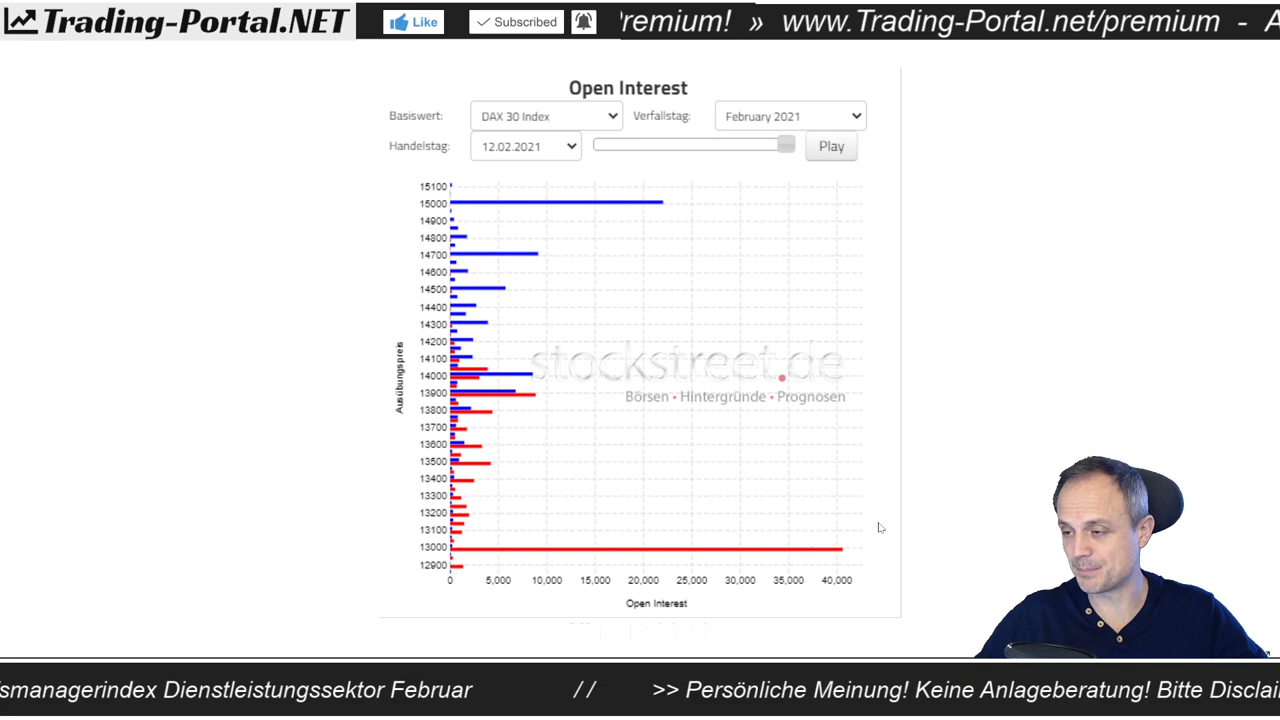 Trading-Portal.NET
Like
Subscribed
remium! » www.Trading-Portal.net/premium - A
Open Interest
Basiswert: DAX 30 Index Verfallstag: February 2021
Handelstag: 12.02.2021 Play
15100
15000
14900
14800
14700
14600
14500
14400
14300
14200
14100
14000
13900
13800
13700
13600
13500
13400
13300
13200
13100
13000
12900
Ausübungspreis
stockstreet.de
Börsen • Hintergründe • Prognosen
0 5,000 10,000 15,000 20,000 25,000 30,000 35,000 40,000
Open Interest
smanagerindex Dienstleistungssektor Februar // >> Persönliche Meinung! Keine Anlageberatung! Bitte Disclai